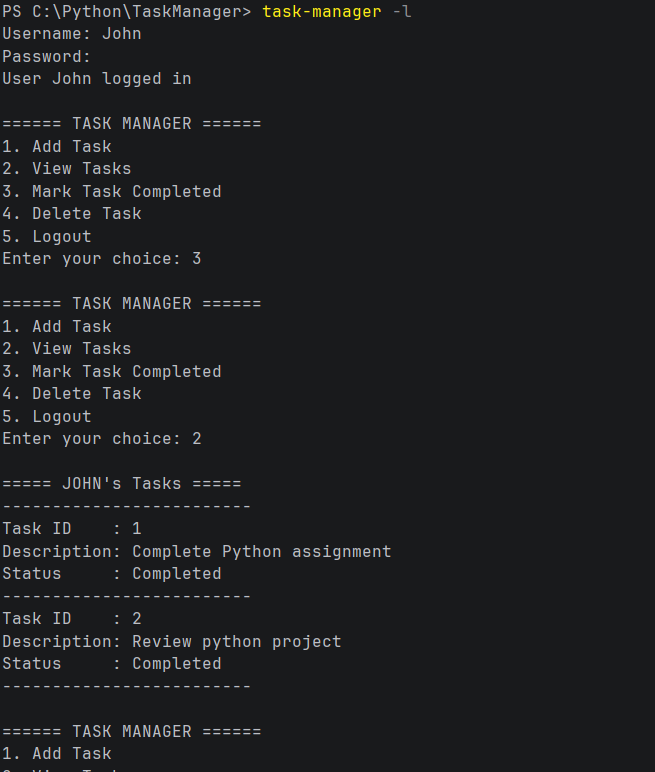 PS C:\Python\TaskManager> task-manager -l
Username: John
Password:
User John logged in
====== TASK MANAGER ======
1. Add Task
2. View Tasks
3. Mark Task Completed
4. Delete Task
5. Logout
Enter your choice: 3
====== TASK MANAGER ======
1. Add Task
2. View Tasks
3. Mark Task Completed
4. Delete Task
5. Logout
Enter your choice: 2
===== JOHN's Tasks =====
-------------------------
Task ID    : 1
Description: Complete Python assignment
Status     : Completed
-------------------------
Task ID    : 2
Description: Review python project
Status     : Completed
-------------------------
====== TASK MANAGER ======
1. Add Task